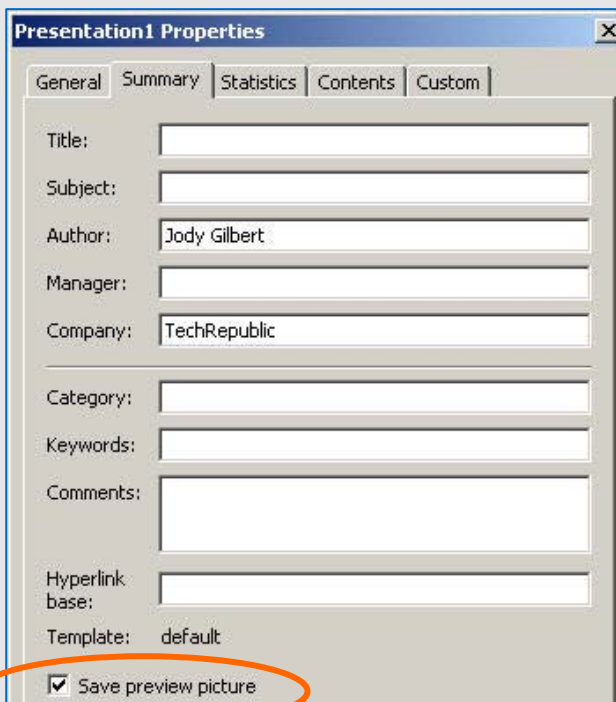 Presentation1 Properties
General Summary Statistics Contents Custom
Title:
Subject:
Author: Jody Gilbert
Manager:
Company: TechRepublic
Category:
Keywords:
Comments:
Hyperlink
base:
Template: default
Save preview picture